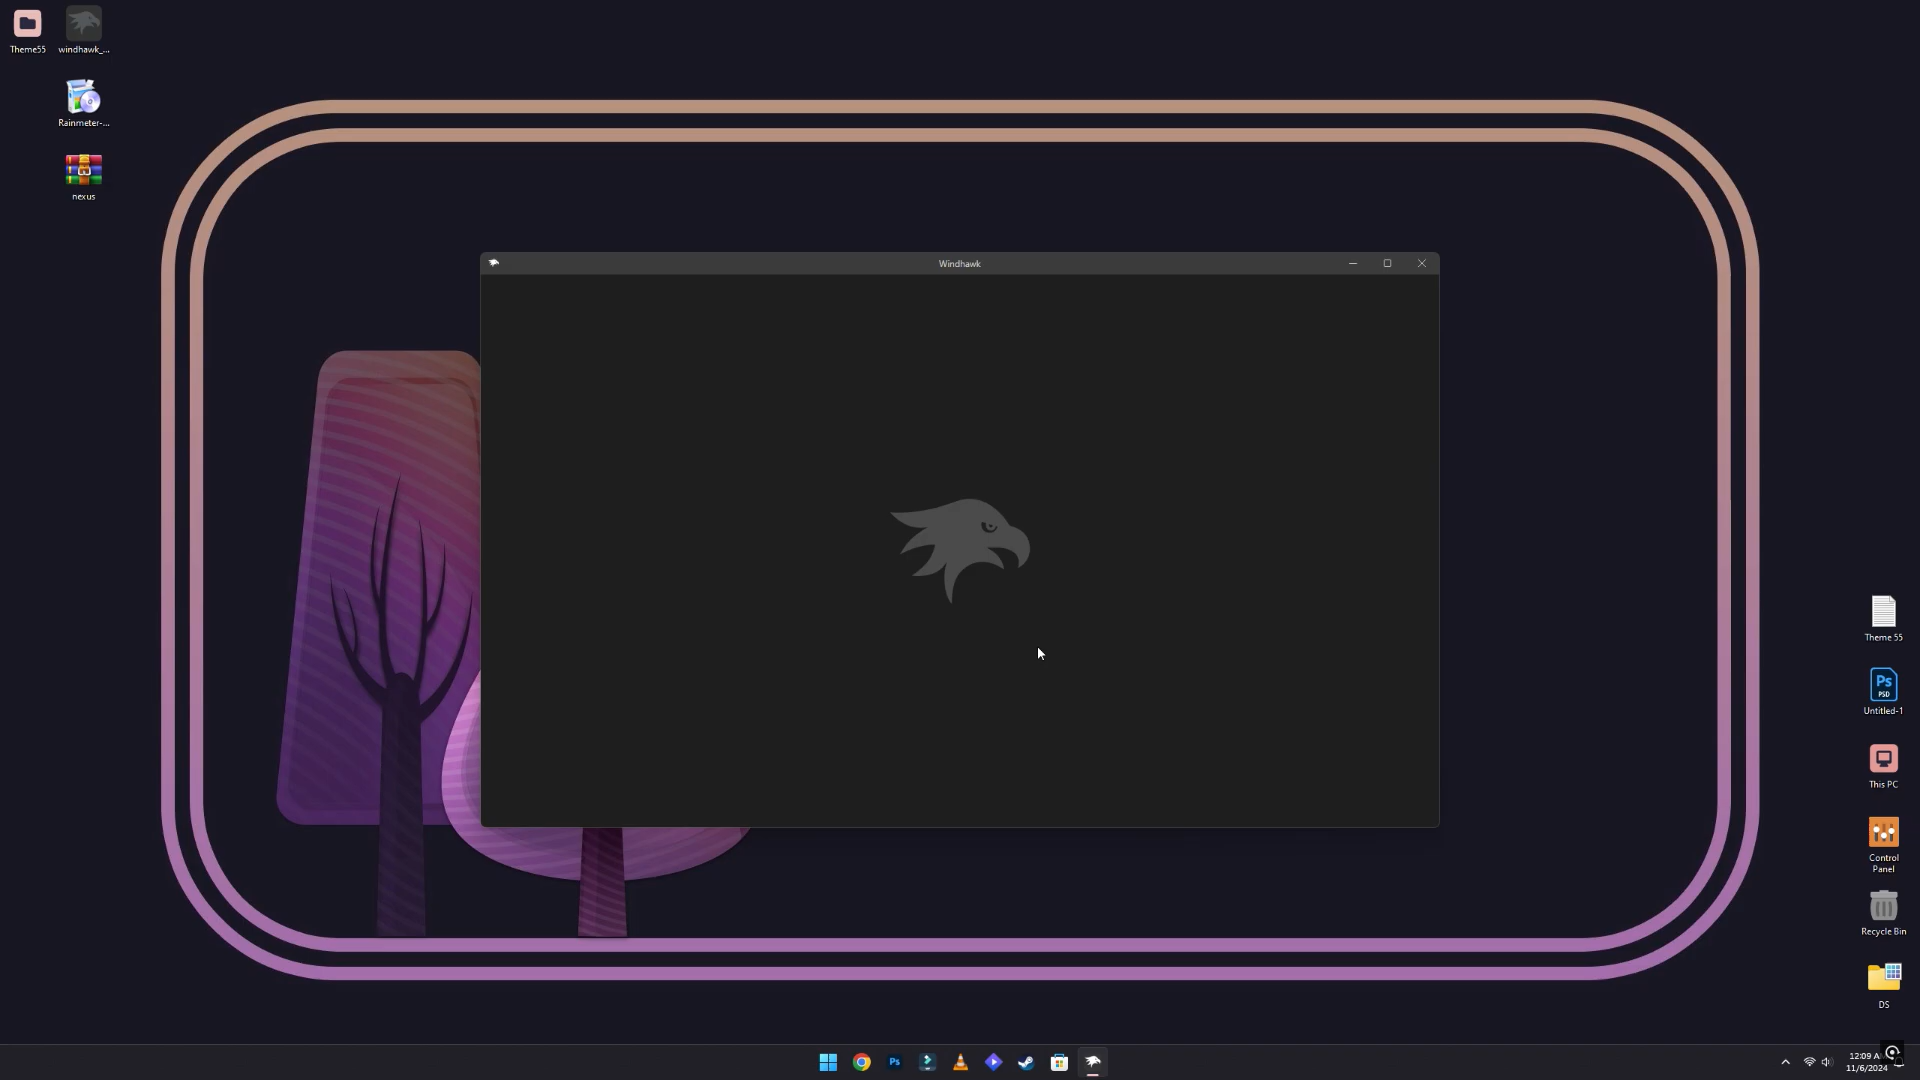 Theme55
windhawk_...
Rainmeter-...
nexus
Windhawk
Theme 55
Ps
PSD
Untitled-1
This PC
Control
Panel
Recycle Bin
DS
Ps
12:09 A
11/6/2024